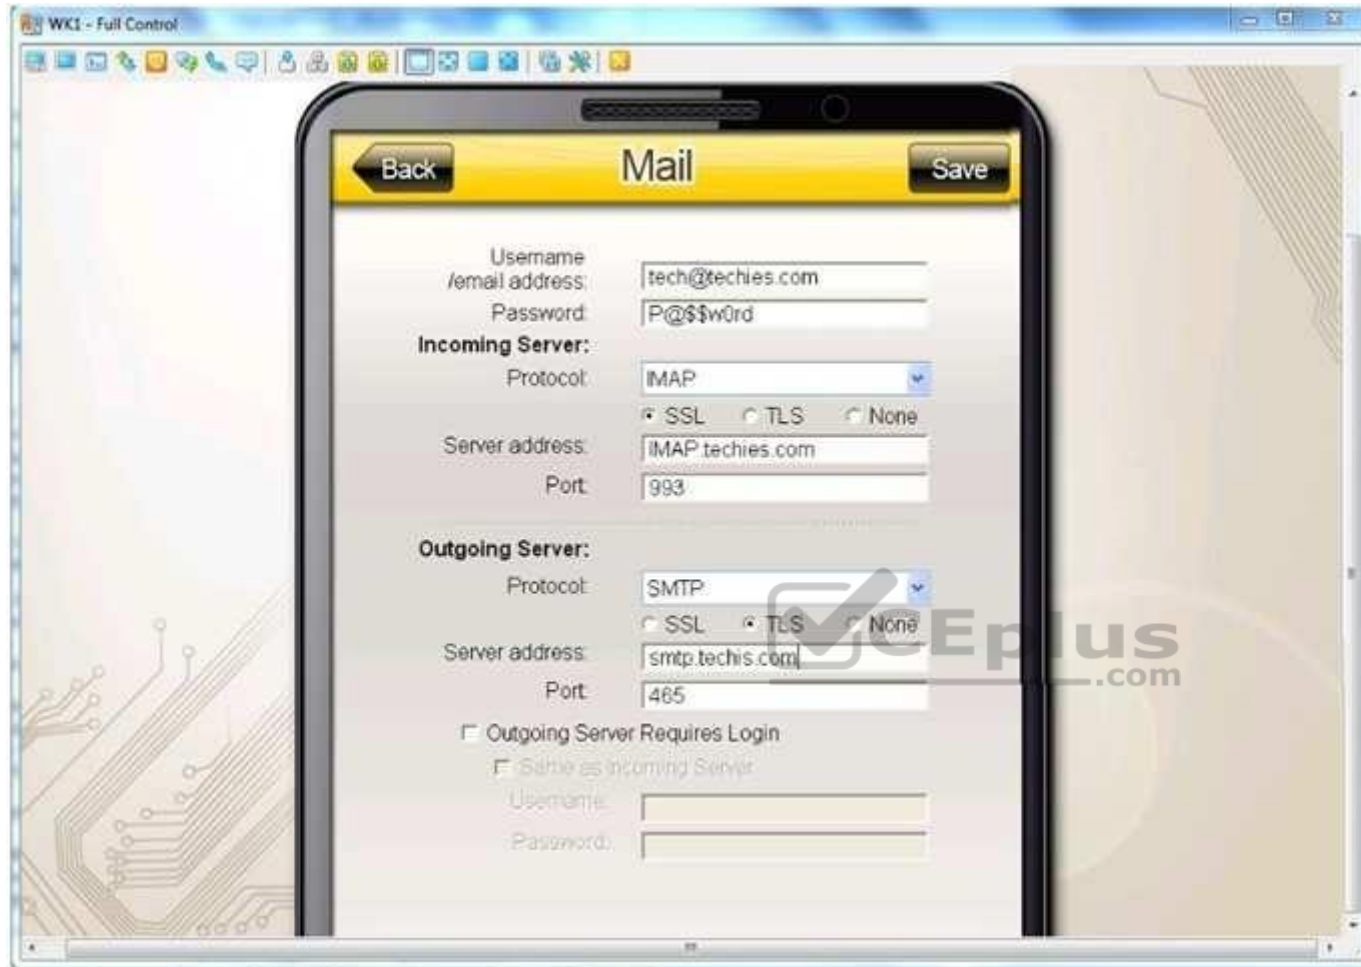 WK1 - Full Control
Back
Mail
Save
Username
/email address:
tech@techies.com
Password:
P@$$w0rd
Incoming Server:
Protocol:
IMAP
SSL TLS None
Server address:
IMAP.techies.com
Port:
993
Outgoing Server:
Protocol:
SMTP
SSL TLS None
Server address:
smtp.techis.com
Port:
465
Outgoing Server Requires Login
Same as Incoming Server
Username:
Password:
CEplus
.com